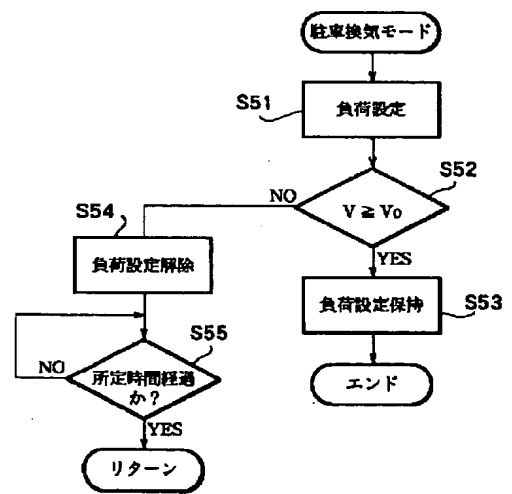 駐車換気モード
S51
負荷設定
S52
V ≧ V₀
NO
YES
S54
負荷設定解除
S53
負荷設定保持
S55
所定時間経過
か？
NO
YES
エンド
リターン